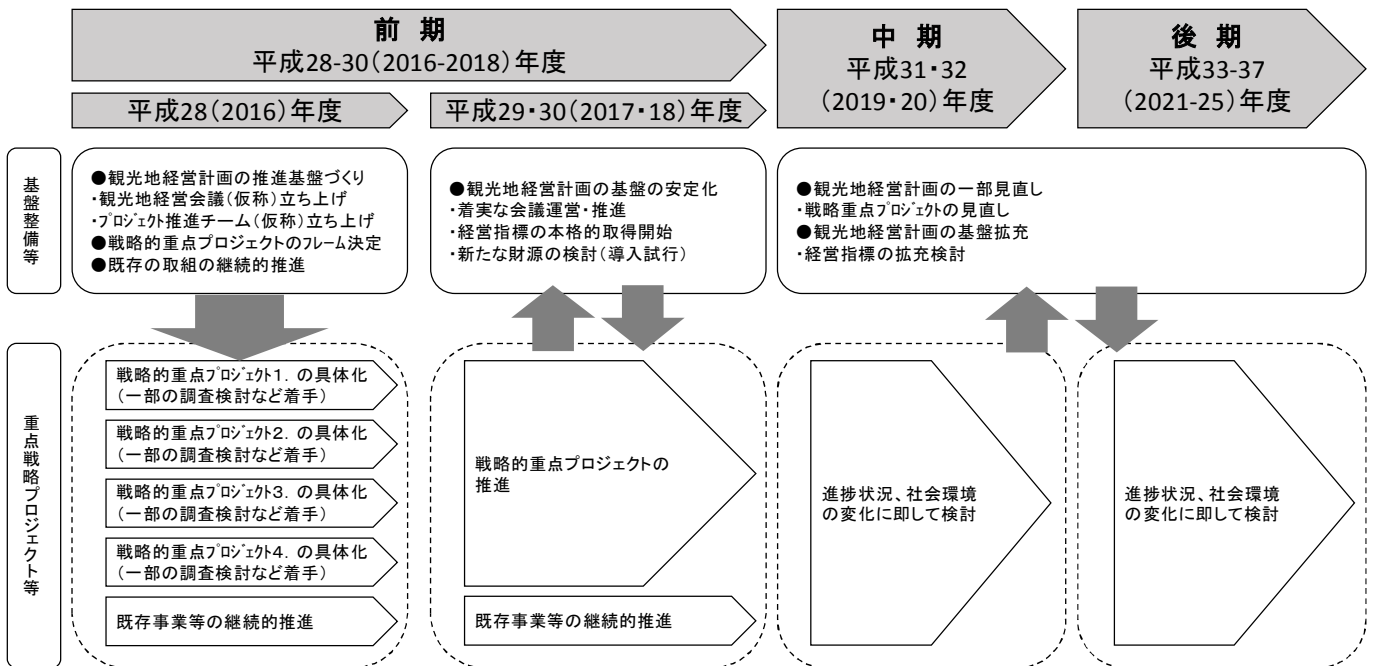 前 期
平成28-30(2016-2018)年度
中 期
平成31・32
(2019・20)年度
後 期
平成33-37
(2021-25)年度
平成28(2016)年度
平成29・30(2017・18)年度
基盤整備等
●観光地経営計画の推進基盤づくり
・観光地経営会議(仮称)立ち上げ
・プロジェクト推進チーム(仮称)立ち上げ
●戦略的重点プロジェクトのフレーム決定
●既存の取組の継続的推進
●観光地経営計画の基盤の安定化
・着実な会議運営・推進
・経営指標の本格的取得開始
・新たな財源の検討(導入試行)
●観光地経営計画の一部見直し
・戦略重点プロジェクトの見直し
●観光地経営計画の基盤拡充
・経営指標の拡充検討
重点戦略プロジェクト等
戦略的重点プロジェクト1. の具体化
(一部の調査検討など着手)
戦略的重点プロジェクト2. の具体化
(一部の調査検討など着手)
戦略的重点プロジェクト3. の具体化
(一部の調査検討など着手)
戦略的重点プロジェクト4. の具体化
(一部の調査検討など着手)
既存事業等の継続的推進
戦略的重点プロジェクトの
推進
既存事業等の継続的推進
進捗状況、社会環境
の変化に即して検討
進捗状況、社会環境
の変化に即して検討